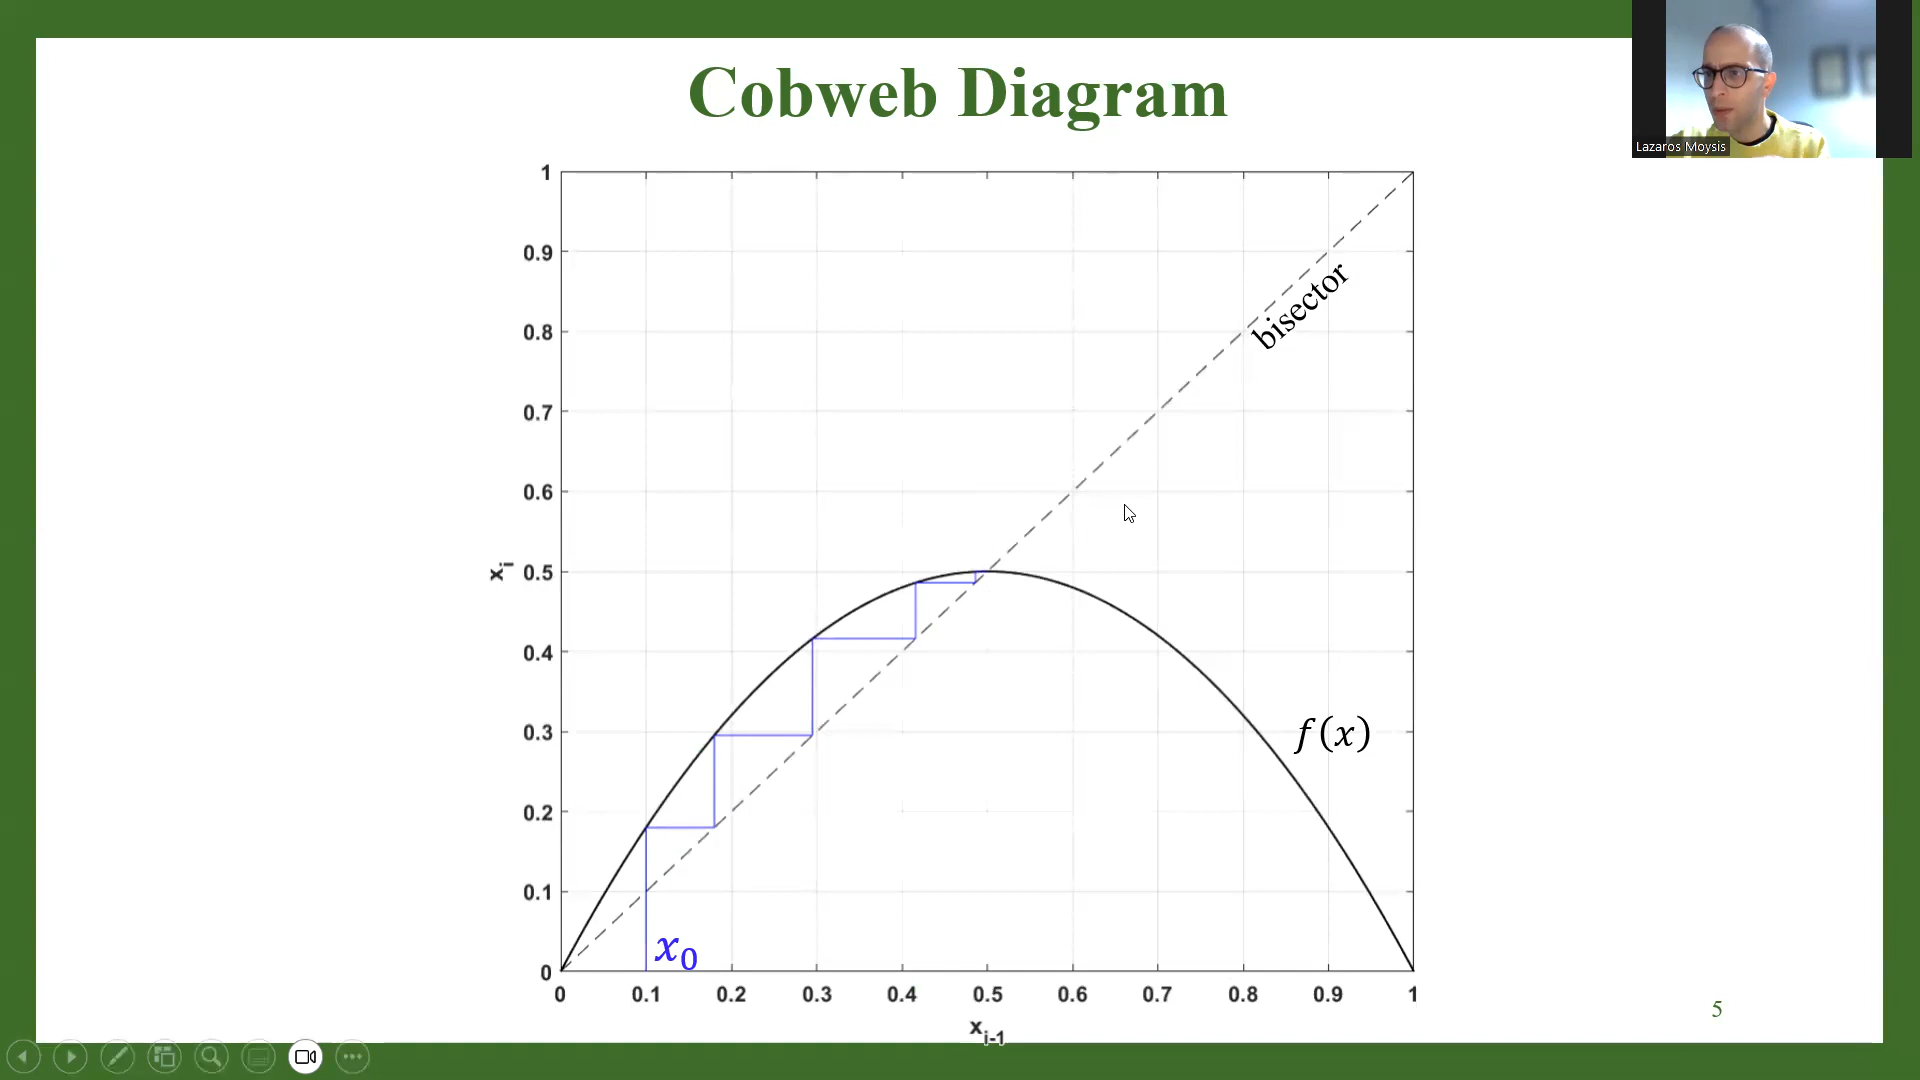 Cobweb Diagram
Lazaros Moysis
1
0.9
0.8
0.7
0.6
0.5
0.4
0.3
0.2
0.1
0
x_i
bisector
f(x)
x_0
0 0.1 0.2 0.3 0.4 0.5 0.6 0.7 0.8 0.9 1
x_{i-1}
5